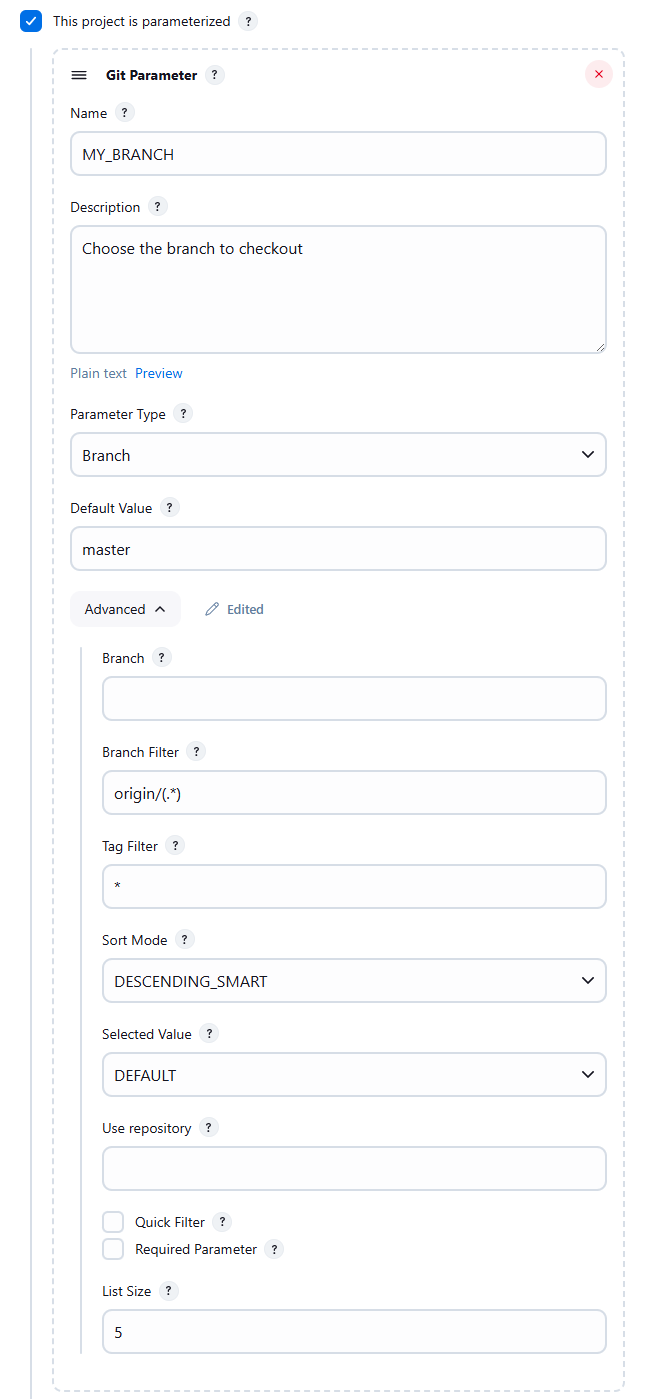 This project is parameterized ?
Git Parameter ?
Name ?
MY_BRANCH
Description ?
Choose the branch to checkout
Plain text Preview
Parameter Type ?
Branch
Default Value ?
master
Advanced Edited
Branch ?
Branch Filter ?
origin/(.*)
Tag Filter ?
*
Sort Mode ?
DESCENDING_SMART
Selected Value ?
DEFAULT
Use repository ?
Quick Filter ?
Required Parameter ?
List Size ?
5